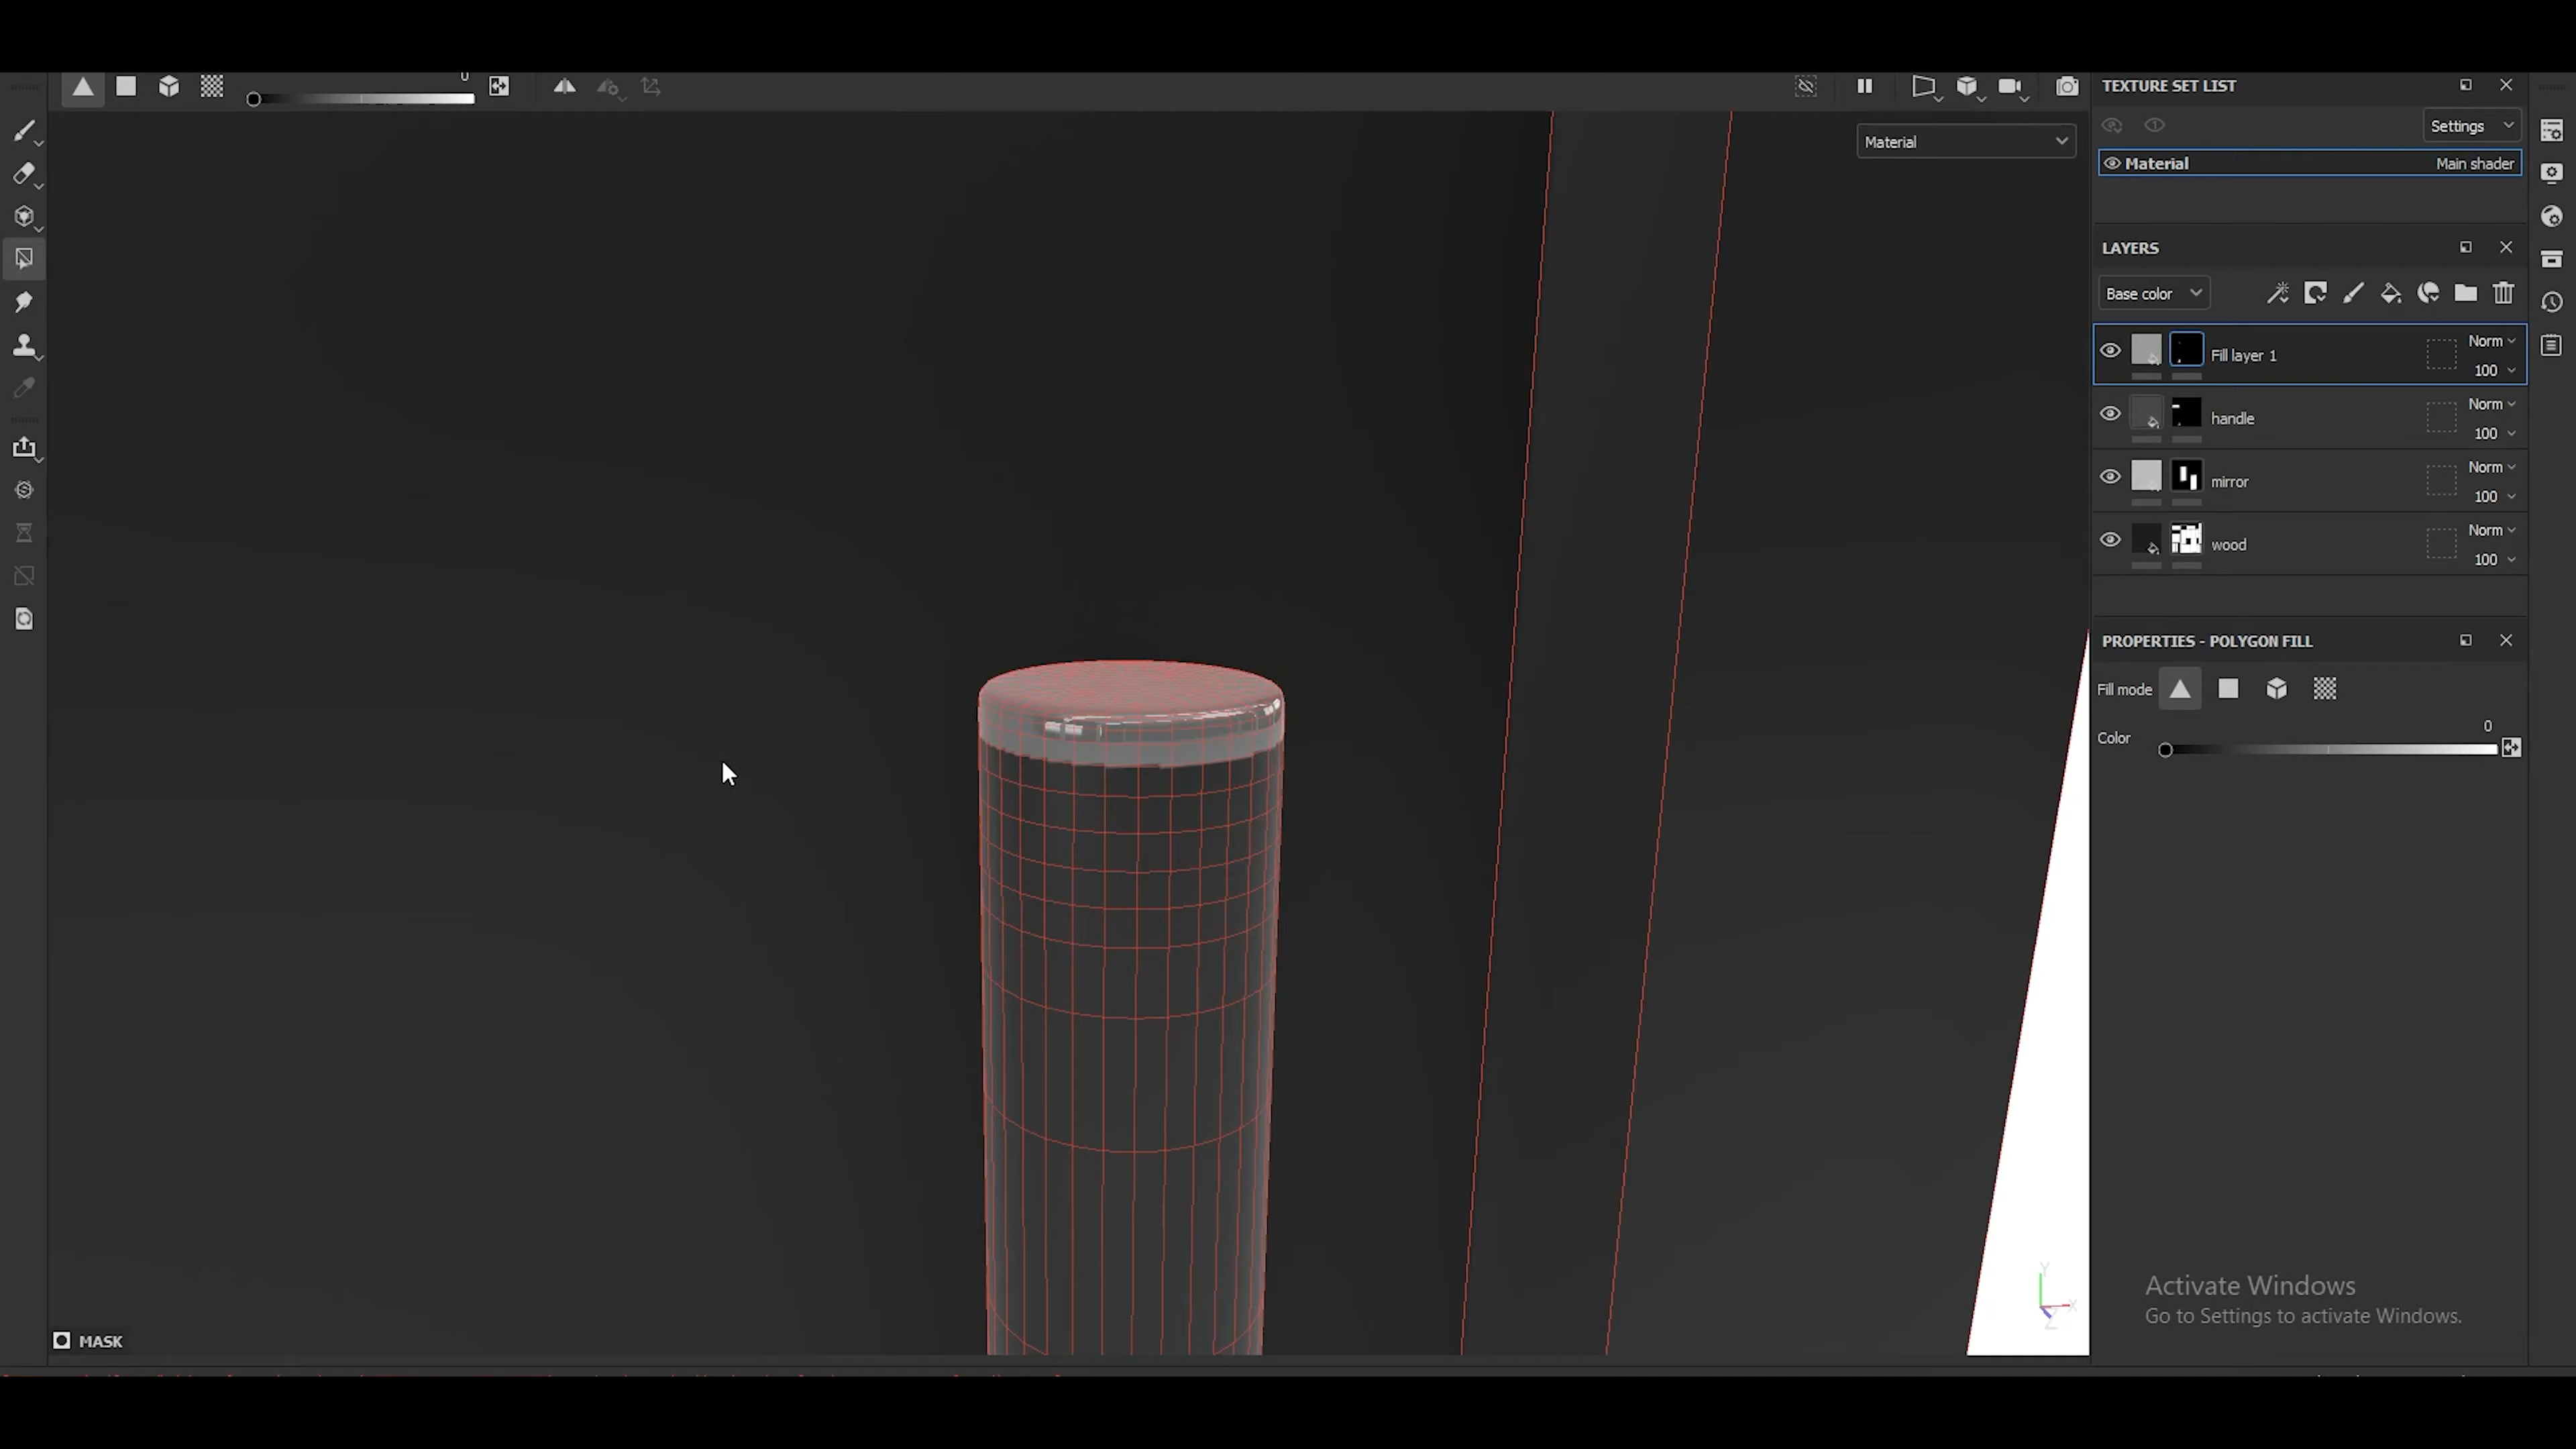 0
TEXTURE SET LIST
Settings
Material
Material
Main shader
LAYERS
Base color
Fill layer 1
Norm
100
handle
Norm
100
mirror
Norm
100
wood
Norm
100
PROPERTIES - POLYGON FILL
Fill mode
Color
0
Y
X
Z
Activate Windows
Go to Settings to activate Windows.
MASK